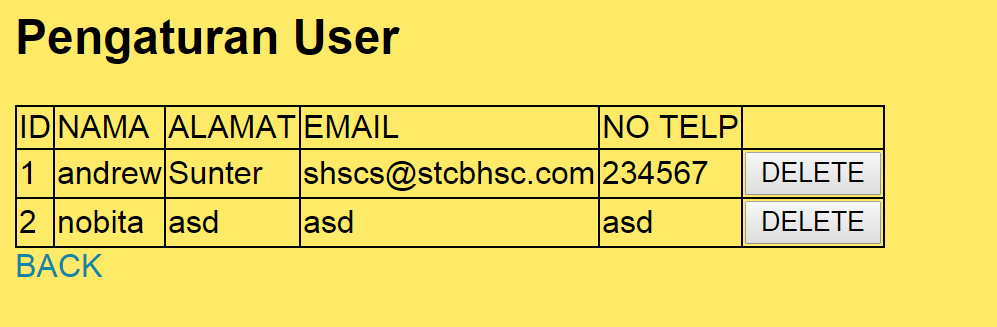 Pengaturan User
ID NAMA ALAMAT EMAIL NO TELP
1 andrew Sunter shscs@stcbhsc.com 234567 DELETE
2 nobita asd asd asd DELETE
BACK